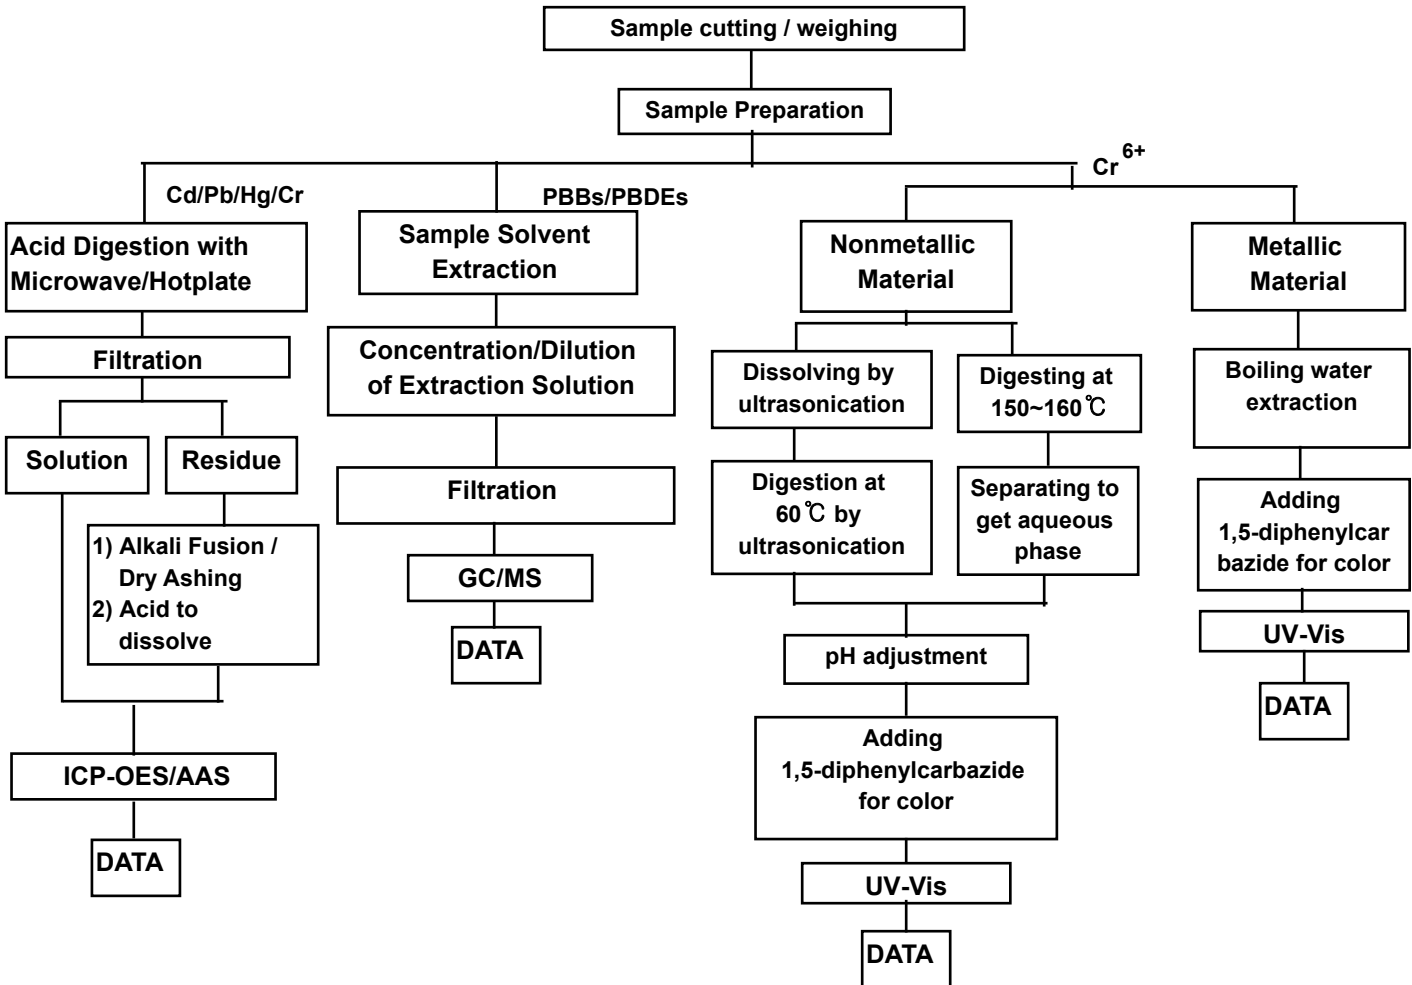 Sample cutting / weighing
Sample Preparation
Cd/Pb/Hg/Cr
PBBs/PBDEs
Cr 6+
Acid Digestion with
Microwave/Hotplate
Filtration
Solution
Residue
1) Alkali Fusion /
Dry Ashing
2) Acid to
dissolve
ICP-OES/AAS
DATA
Sample Solvent
Extraction
Concentration/Dilution
of Extraction Solution
Filtration
GC/MS
DATA
Nonmetallic
Material
Dissolving by
ultrasonication
Digestion at
60℃ by
ultrasonication
Digesting at
150~160℃
Separating to
get aqueous
phase
pH adjustment
Adding
1,5-diphenylcarbazide
for color
UV-Vis
DATA
Metallic
Material
Boiling water
extraction
Adding
1,5-diphenylcar
bazide for color
UV-Vis
DATA